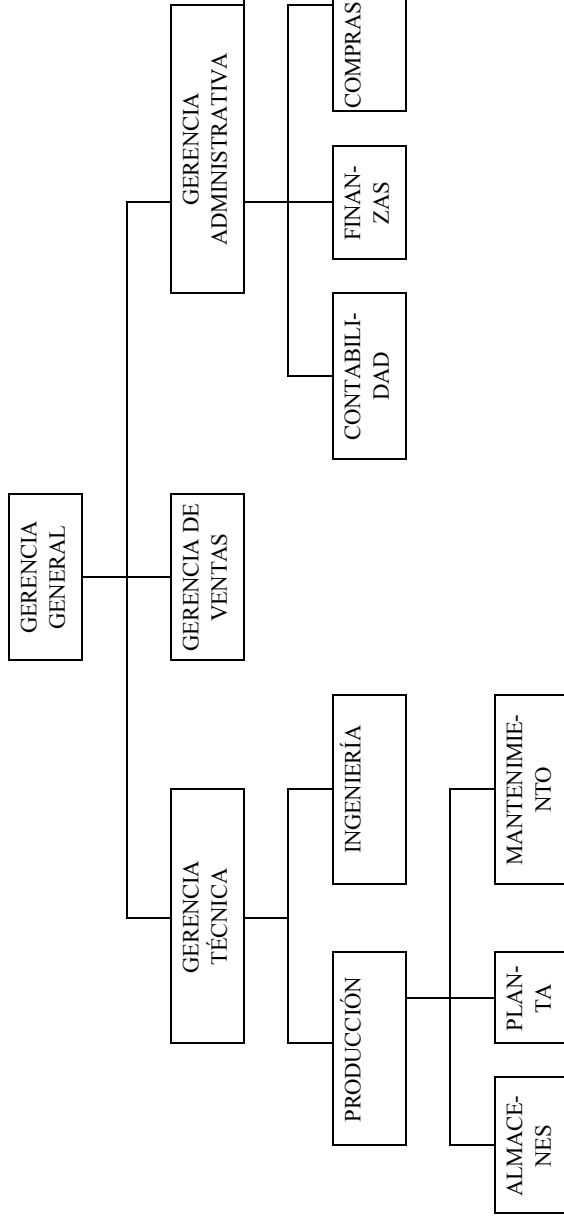 GERENCIA
GENERAL
GERENCIA
TÉCNICA
GERENCIA DE
VENTAS
GERENCIA
ADMINISTRATIVA
PRODUCCIÓN
INGENIERÍA
CONTABILI-
DAD
FINAN-
ZAS
COMPRAS
ALMACE-
NES
PLAN-
TA
MANTENIMIE-
NTO